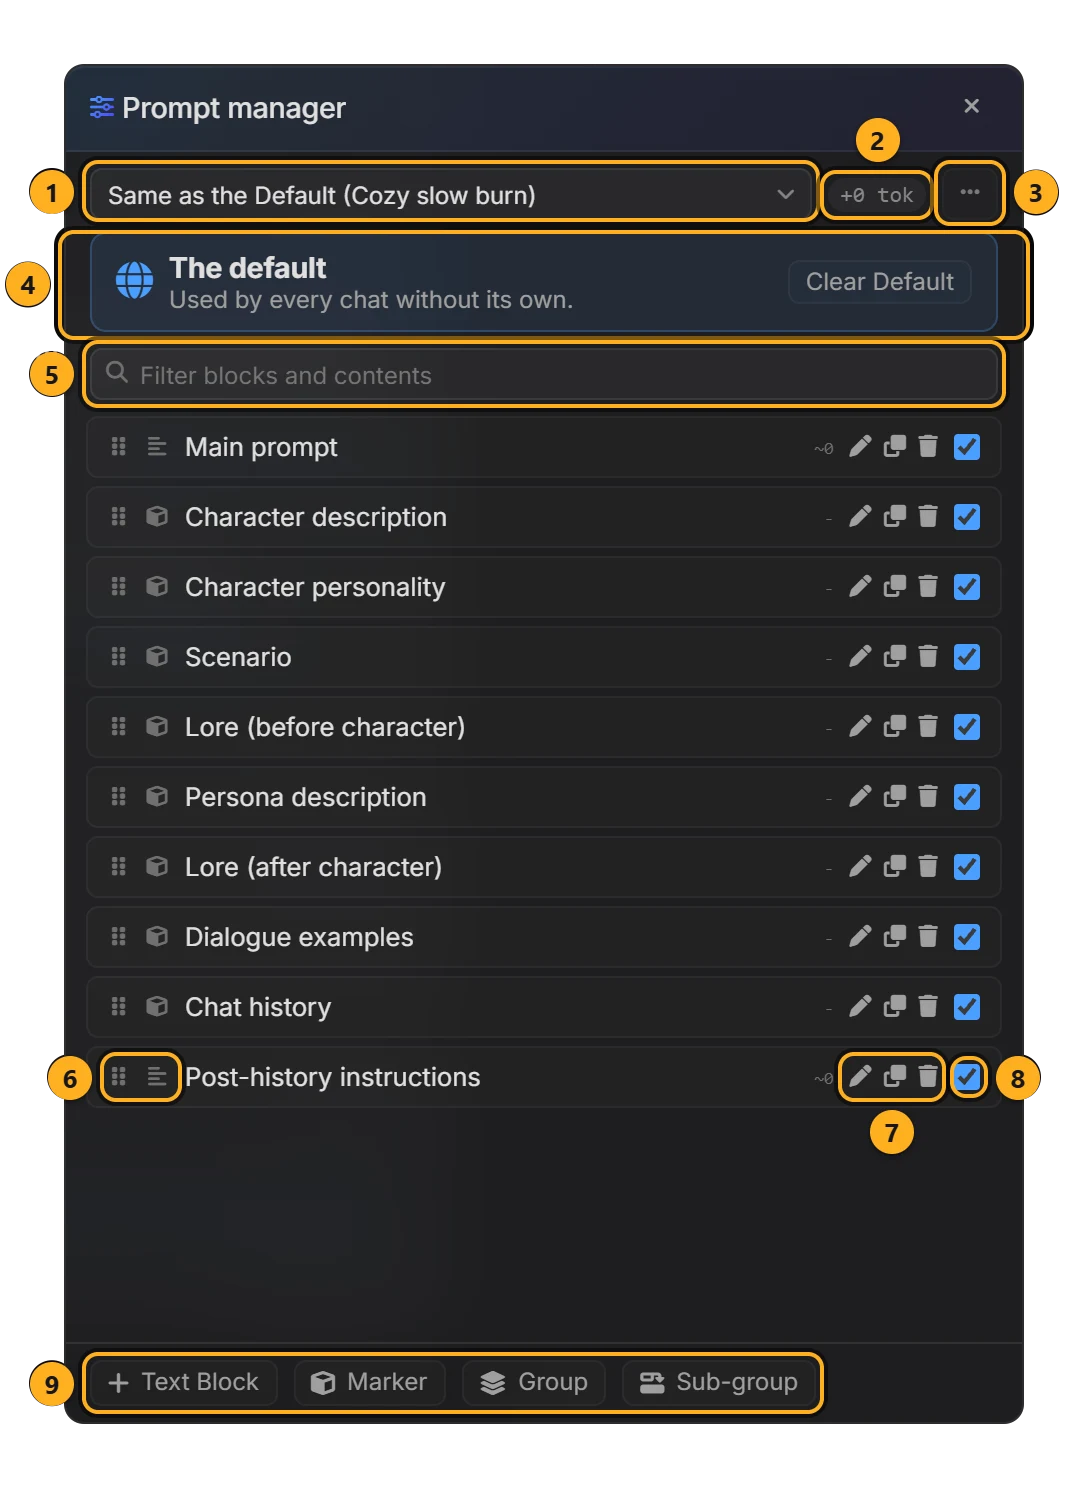 Prompt manager
2
1
Same as the Default (Cozy slow burn)
+0 tok
3
4
The default
Used by every chat without its own.
Clear Default
5
Filter blocks and contents
Main prompt
~0
Character description
-
Character personality
-
Scenario
-
Lore (before character)
-
Persona description
-
Lore (after character)
-
Dialogue examples
-
Chat history
-
6
Post-history instructions
~0
8
7
9
Text Block
Marker
Group
Sub-group